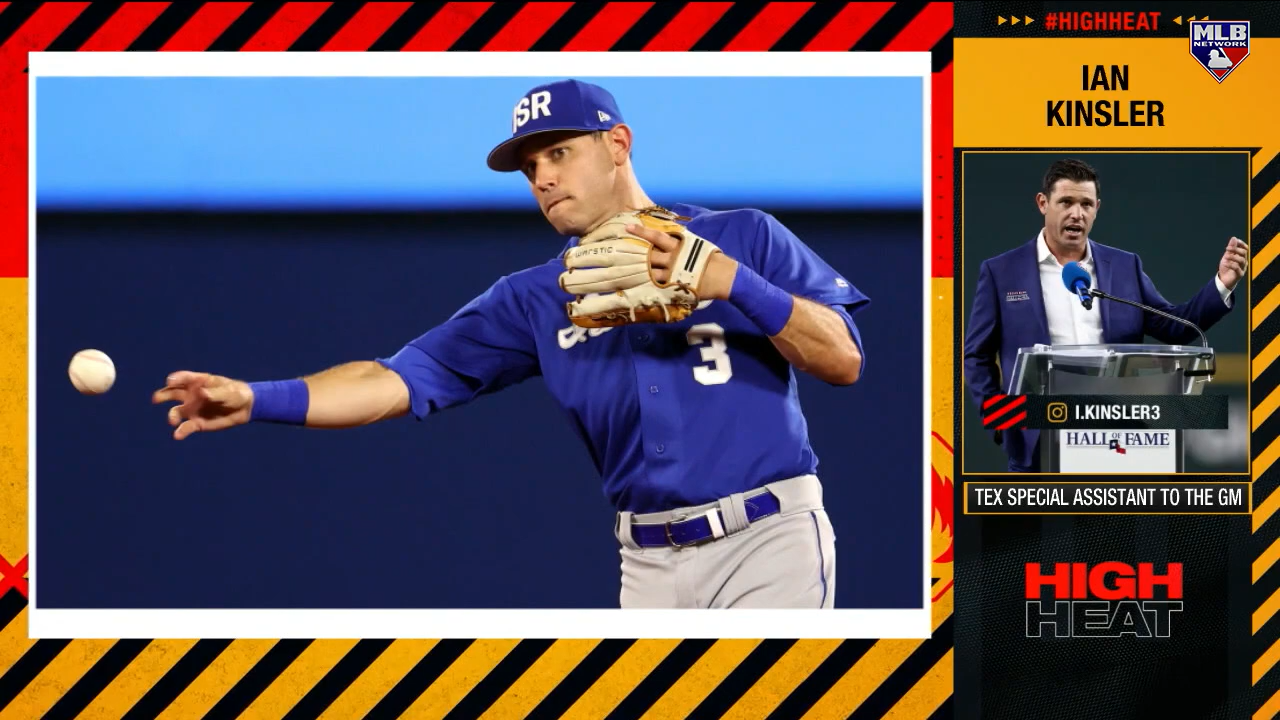 #HIGHHEAT
MLB
NETWORK
IAN
KINSLER
ISR
warstic
3
I.KINSLER3
HALL OF FAME
TEX SPECIAL ASSISTANT TO THE GM
HIGH
HEAT